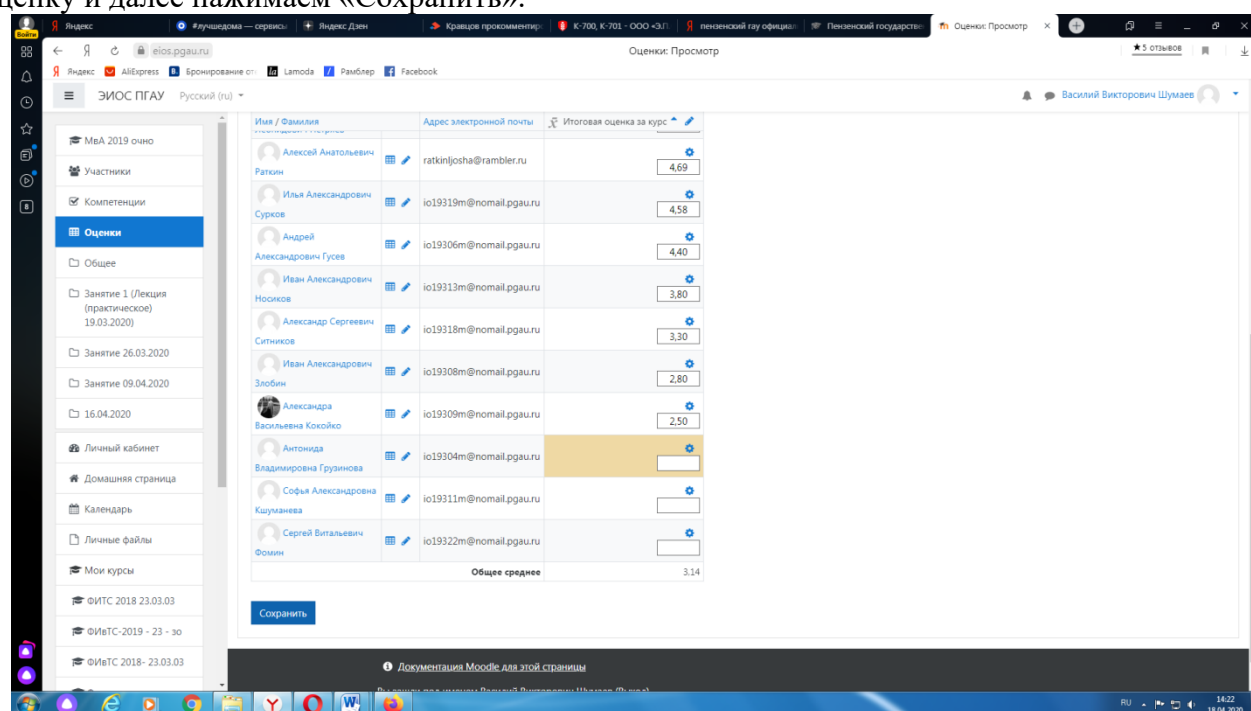 оценку и далее нажимаем «Сохранить».
Войти
Яндекс
#лучшедома — сервисы
Яндекс Дзен
Кравцов прокомментир
К-700, К-701 - ООО «З.П.
пензенский гау официал
Пензенский государстве
Оценки: Просмотр
eios.pgau.ru
Оценки: Просмотр
★ 5 отзывов
Яндекс
AliExpress
Бронирование от
Lamoda
Рамблер
Facebook
ЭИОС ПГАУ
Русский (ru)
Василий Викторович Шумаев
МвА 2019 очно
Участники
Компетенции
Оценки
Общее
Занятие 1 (Лекция
(практическое)
19.03.2020)
Занятие 26.03.2020
Занятие 09.04.2020
16.04.2020
Личный кабинет
Домашняя страница
Календарь
Личные файлы
Мои курсы
ФИТС 2018 23.03.03
ФИвТС-2019 - 23 - зо
ФИвТС 2018- 23.03.03
Имя / Фамилия Адрес электронной почты Итоговая оценка за курс
Алексей Анатольевич
Раткин
ratkinljosha@rambler.ru 4,69
Илья Александрович
Сурков
io19319m@nomail.pgau.ru 4,58
Андрей
Александрович Гусев
io19306m@nomail.pgau.ru 4,40
Иван Александрович
Носиков
io19313m@nomail.pgau.ru 3,80
Александр Сергеевич
Ситников
io19318m@nomail.pgau.ru 3,30
Иван Александрович
Злобин
io19308m@nomail.pgau.ru 2,80
Александра
Васильевна Кокойко
io19309m@nomail.pgau.ru 2,50
Антонида
Владимировна Грузинова
io19304m@nomail.pgau.ru
Софья Александровна
Кшуманева
io19311m@nomail.pgau.ru
Сергей Витальевич
Фомин
io19322m@nomail.pgau.ru
Общее среднее 3,14
Сохранить
Документация Moodle для этой страницы
RU
14:22
18.04.2020